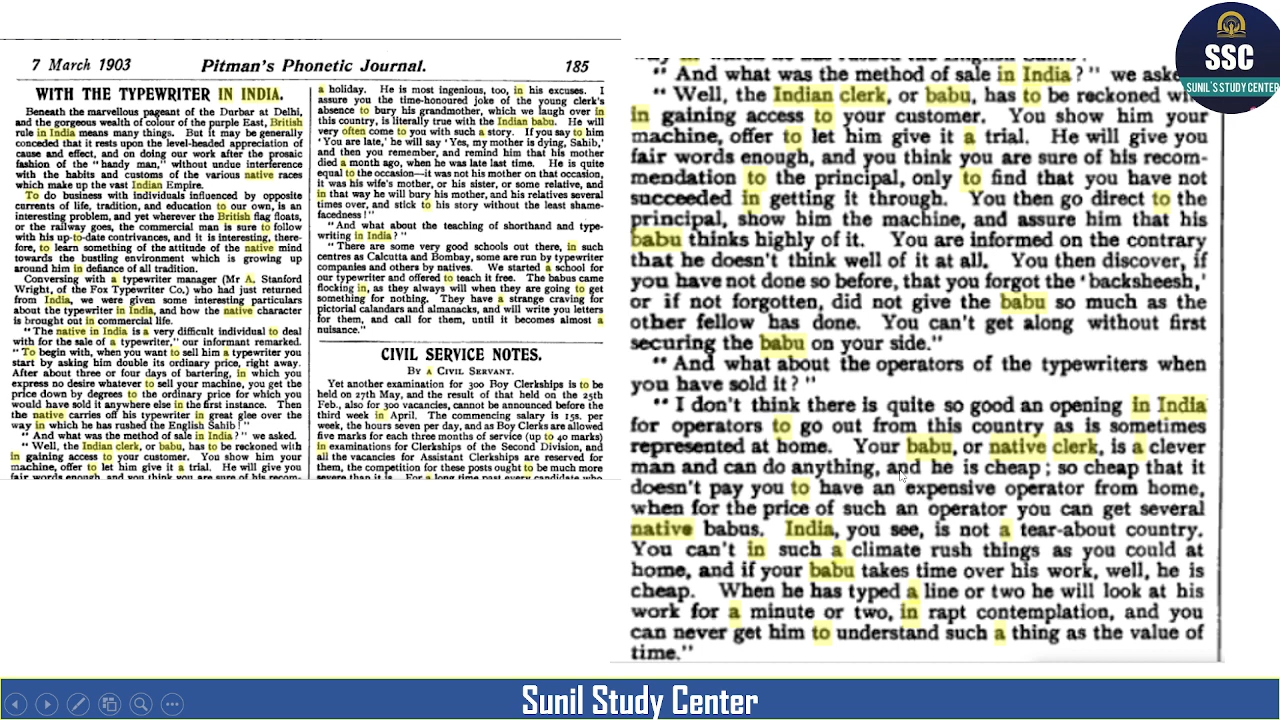 7 March 1903 Pitman's Phonetic Journal. 185
WITH THE TYPEWRITER IN INDIA.
Beneath the marvellous pageant of the Durbar at Delhi,
and the gorgeous wealth of colour of the purple East, British
rule in India means many things. But it may be generally
conceded that it rests upon the level-headed appreciation of
cause and effect, and on doing our work after the prosaic
fashion of the "handy man," without undue interference
with the habits and customs of the various native races
which make up the vast Indian Empire.
To do business with individuals influenced by opposite
currents of life, tradition, and education to our own, is an
interesting problem, and yet wherever the British flag floats,
or the railway goes, the commercial man is sure to follow
with his up-to-date contrivances, and it is interesting, there-
fore, to learn something of the attitude of the native mind
towards the bustling environment which is growing up
around him in defiance of all tradition.
Conversing with a typewriter manager (Mr A. Stanford
Wright, of the Fox Typewriter Co.) who had just returned
from India, we were given some interesting particulars
about the typewriter in India, and how the native character
is brought out in commercial life.
"The native in India is a very difficult individual to deal
with for the sale of a typewriter," our informant remarked.
"To begin with, when you want to sell him a typewriter you
start by asking him double its ordinary price, right away.
After about three or four days of bartering, in which you
express no desire whatever to sell your machine, you get the
price down by degrees to the ordinary price for which you
would have sold it anywhere else in the first instance. Then
the native carries off his typewriter in great glee over the
way in which he has rushed the English Sahib!"
"And what was the method of sale in India?" we asked.
"Well, the Indian clerk, or babu, has to be reckoned with
in gaining access to your customer. You show him your
machine, offer to let him give it a trial. He will give you
fair words enough, and you think you are sure of his recom-
a holiday. He is most ingenious, too, in his excuses. I
assure you the time-honoured joke of the young clerk's
absence to bury his grandmother, which we laugh over in
this country, is literally true with the Indian babu. He will
very often come to you with such a story. If you say to him
'You are late,' he will say 'Yes, my mother is dying, Sahib,'
and then you remember, and remind him that his mother
died a month ago, when he was late last time. He is quite
equal to the occasion—it was not his mother on that occasion,
it was his wife's mother, or his sister, or some relative, and
in that way he will bury his mother, and his relatives several
times over, and stick to his story without the least shame-
facedness!"
"And what about the teaching of shorthand and type-
writing in India?"
"There are some very good schools out there, in such
centres as Calcutta and Bombay, some are run by typewriter
companies and others by natives. We started a school for
our typewriter and offered to teach it free. The babus came
flocking in, as they always will when they are going to get
something for nothing. They have a strange craving for
pictorial calandars and almanacks, and will write you letters
for them, and call for them, until it becomes almost a
nuisance."
CIVIL SERVICE NOTES.
BY A CIVIL SERVANT.
Yet another examination for 300 Boy Clerkships is to be
held on 27th May, and the result of that held on the 25th
Feb., also for 300 vacancies, cannot be announced before the
third week in April. The commencing salary is 15s. per
week, the hours seven per day, and as Boy Clerks are allowed
five marks for each three months of service (up to 40 marks)
in examinations for Clerkships of the Second Division, and
all the vacancies for Assistant Clerkships are reserved for
them, the competition for these posts ought to be much more
severe than it is. For a long time past every candidate who
"And what was the method of sale in India?" we aske
"Well, the Indian clerk, or babu, has to be reckoned wi
in gaining access to your customer. You show him your
machine, offer to let him give it a trial. He will give you
fair words enough, and you think you are sure of his recom-
mendation to the principal, only to find that you have not
succeeded in getting it through. You then go direct to the
principal, show him the machine, and assure him that his
babu thinks highly of it. You are informed on the contrary
that he doesn't think well of it at all. You then discover, if
you have not done so before, that you forgot the 'backsheesh,'
or if not forgotten, did not give the babu so much as the
other fellow has done. You can't get along without first
securing the babu on your side."
"And what about the operators of the typewriters when
you have sold it?"
"I don't think there is quite so good an opening in India
for operators to go out from this country as is sometimes
represented at home. Your babu, or native clerk, is a clever
man and can do anything, and he is cheap; so cheap that it
doesn't pay you to have an expensive operator from home,
when for the price of such an operator you can get several
native babus. India, you see, is not a tear-about country.
You can't in such a climate rush things as you could at
home, and if your babu takes time over his work, well, he is
cheap. When he has typed a line or two he will look at his
work for a minute or two, in rapt contemplation, and you
can never get him to understand such a thing as the value of
time."
SSC
SUNIL'S STUDY CENTER
Sunil Study Center